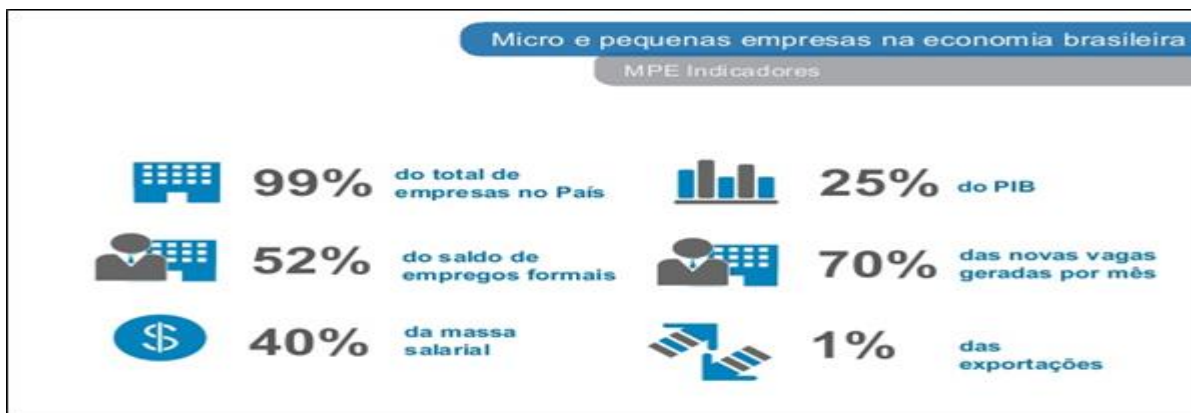 Micro e pequenas empresas na economia brasileira
MPE Indicadores
99% do total de
empresas no País
25% do PIB
52% do saldo de
empregos formais
70% das novas vagas
geradas por mês
40% da massa
salarial
1% das
exportações